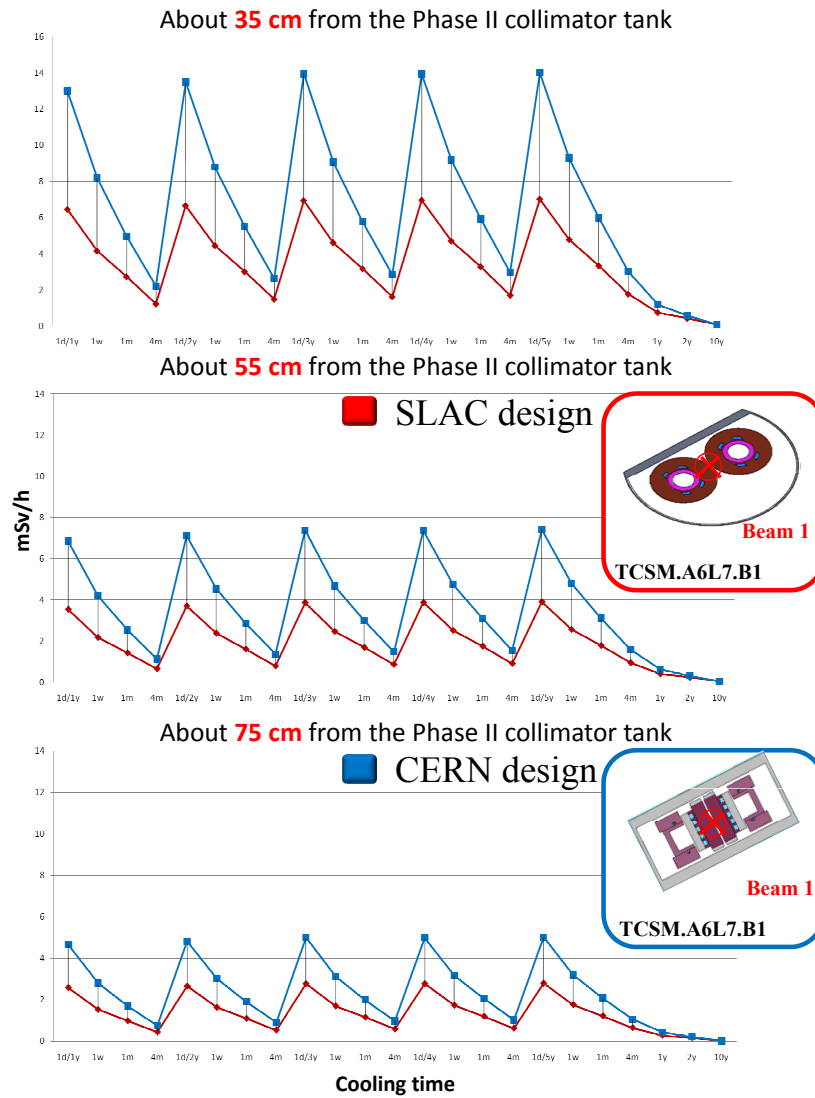 About 35 cm from the Phase II collimator tank
16
14
12
10
8
6
4
2
0
1d/1y 1w 1m 4m 1d/2y 1w 1m 4m 1d/3y 1w 1m 4m 1d/4y 1w 1m 4m 1d/5y 1w 1m 4m 1y 2y 10y
About 55 cm from the Phase II collimator tank
14
12
10
8
6
4
2
0
mSv/h
SLAC design
Beam 1
TCSM.A6L7.B1
1d/1y 1w 1m 4m 1d/2y 1w 1m 4m 1d/3y 1w 1m 4m 1d/4y 1w 1m 4m 1d/5y 1w 1m 4m 1y 2y 10y
About 75 cm from the Phase II collimator tank
14
12
10
8
6
4
2
0
CERN design
Beam 1
TCSM.A6L7.B1
1d/1y 1w 1m 4m 1d/2y 1w 1m 4m 1d/3y 1w 1m 4m 1d/4y 1w 1m 4m 1d/5y 1w 1m 4m 1y 2y 10y
Cooling time